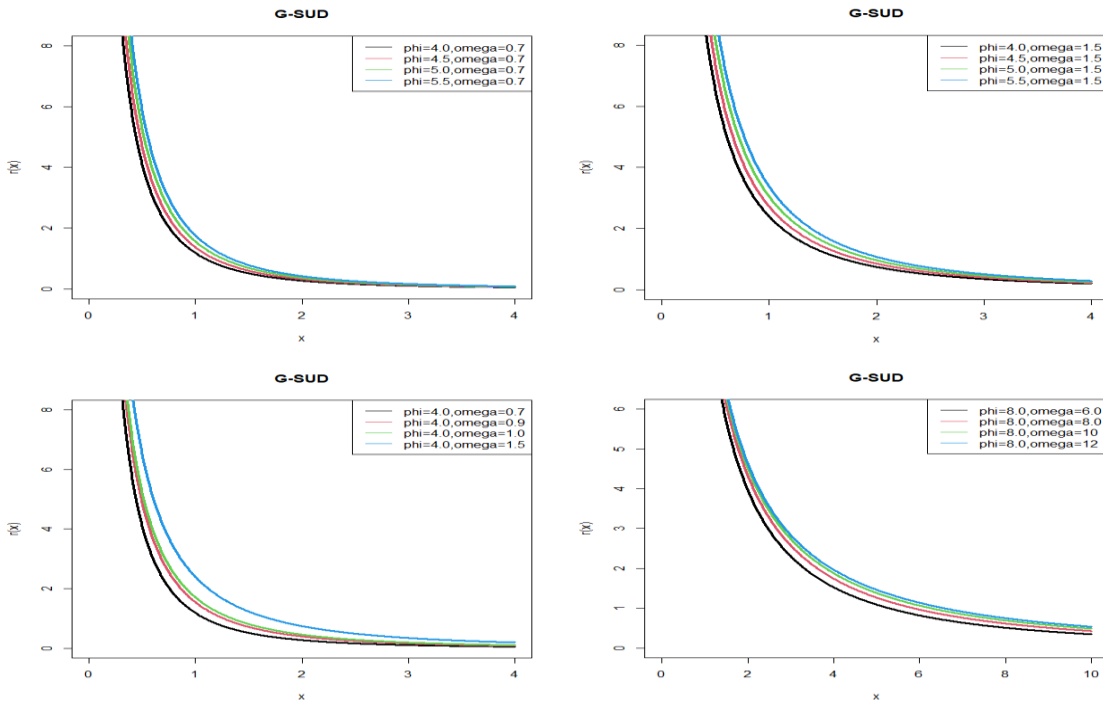 G-SUD
r(x)
8
6
4
2
0
phi=4.0,omega=0.7
phi=4.5,omega=0.7
phi=5.0,omega=0.7
phi=5.5,omega=0.7
0 1 2 3 4
x
G-SUD
r(x)
8
6
4
2
0
phi=4.0,omega=1.5
phi=4.5,omega=1.5
phi=5.0,omega=1.5
phi=5.5,omega=1.5
0 1 2 3 4
x
G-SUD
r(x)
8
6
4
2
0
phi=4.0,omega=0.7
phi=4.0,omega=0.9
phi=4.0,omega=1.0
phi=4.0,omega=1.5
0 1 2 3 4
x
G-SUD
r(x)
6
5
4
3
2
1
0
phi=8.0,omega=6.0
phi=8.0,omega=8.0
phi=8.0,omega=10
phi=8.0,omega=12
0 2 4 6 8 10
x